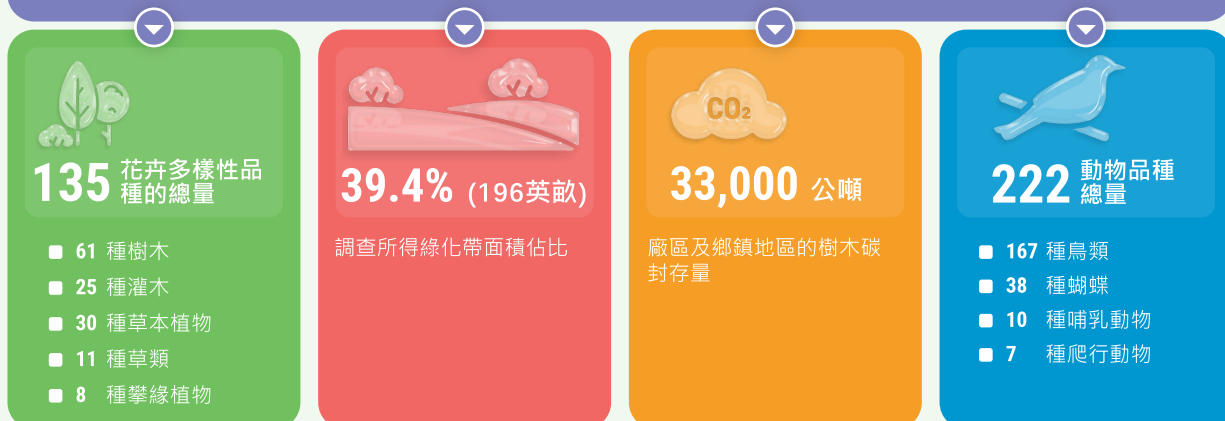 135 花卉多樣性品
種的總量
61 種樹木
25 種灌木
30 種草本植物
11 種草類
8 種攀緣植物
39.4% (196英畝)
調查所得綠化帶面積佔比
CO₂
33,000 公噸
廠區及鄉鎮地區的樹木碳
封存量
222 動物品種
總量
167 種鳥類
38 種蝴蝶
10 種哺乳動物
7 種爬行動物